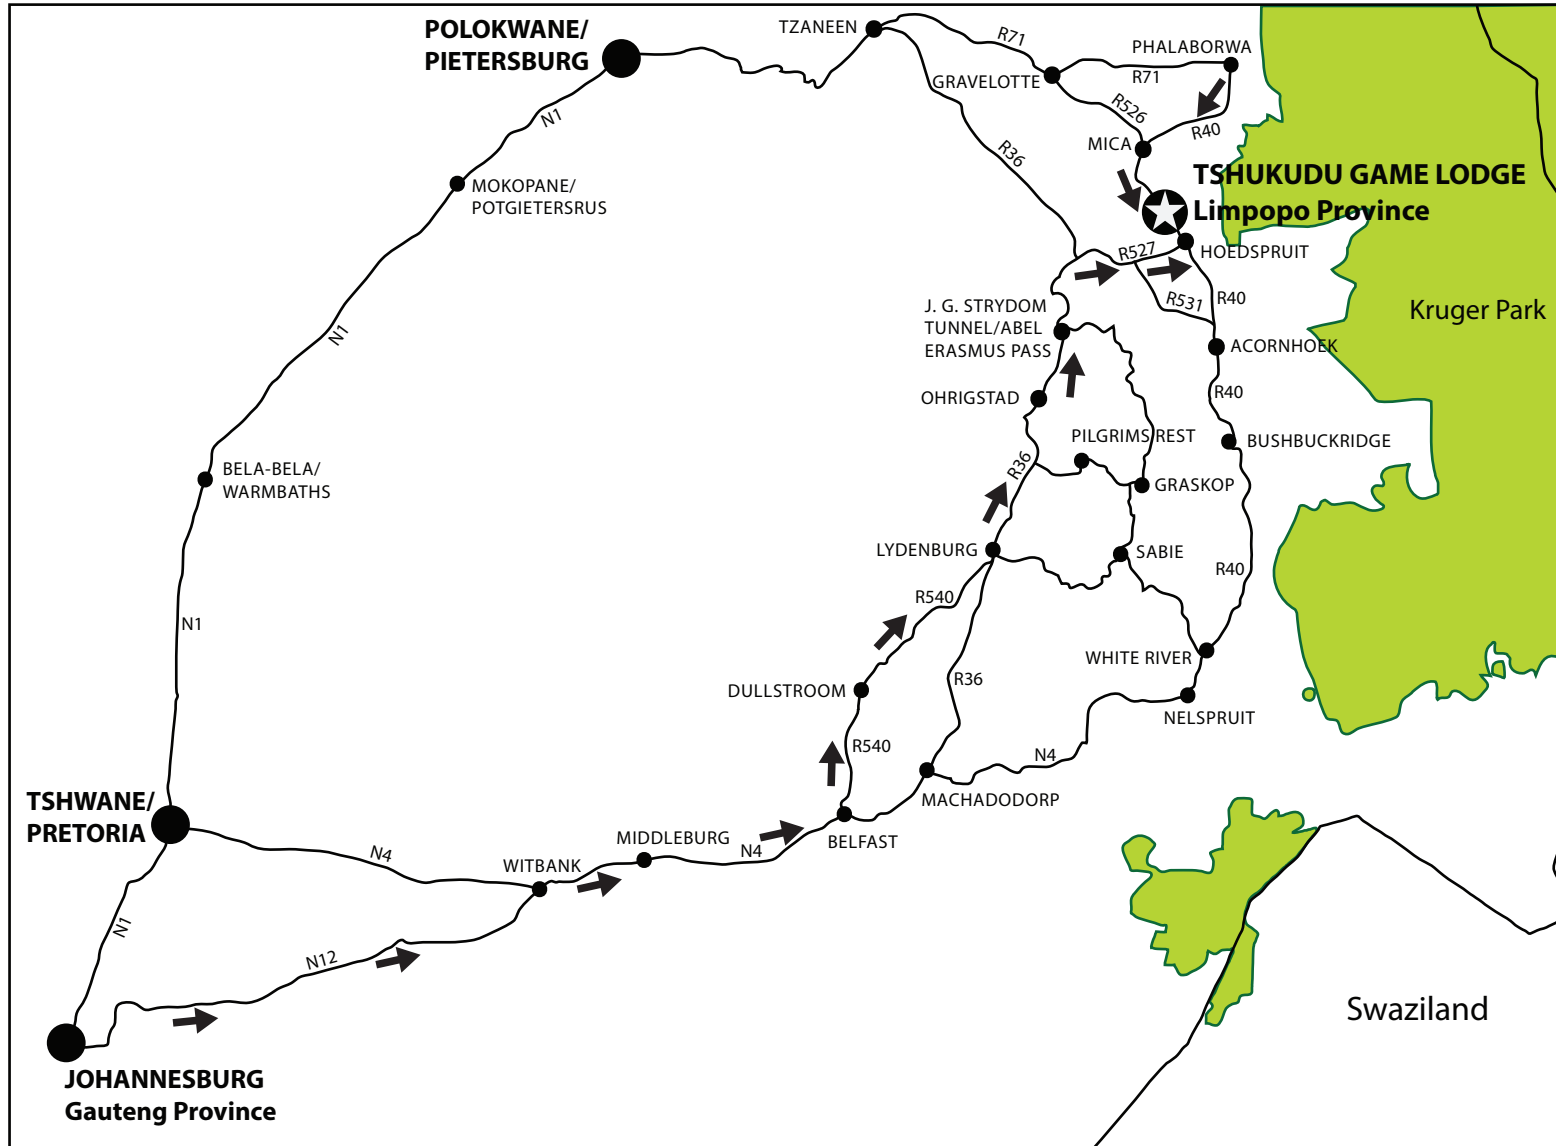 POLOKWANE/
PIETERSBURG
TZANEEN
R71
PHALABORWA
GRAVELOTTE
R71
R526
R40
MICA
N1
R36
MOKOPANE/
POTGIETERSRUS
TSHUKUDU GAME LODGE
Limpopo Province
R527
HOEDSPRUIT
R531
R40
J. G. STRYDOM
TUNNEL/ABEL
ERASMUS PASS
Kruger Park
N1
ACORNHOEK
OHRIGSTAD
R40
PILGRIMS REST
BUSHBUCKRIDGE
BELA-BELA/
WARMBATHS
R36
GRASKOP
LYDENBURG
SABIE
R40
R540
N1
WHITE RIVER
R36
DULLSTROOM
NELSPRUIT
R540
N4
TSHWANE/
PRETORIA
MACHADODORP
MIDDLEBURG
BELFAST
N4
N4
WITBANK
N1
N12
Swaziland
JOHANNESBURG
Gauteng Province